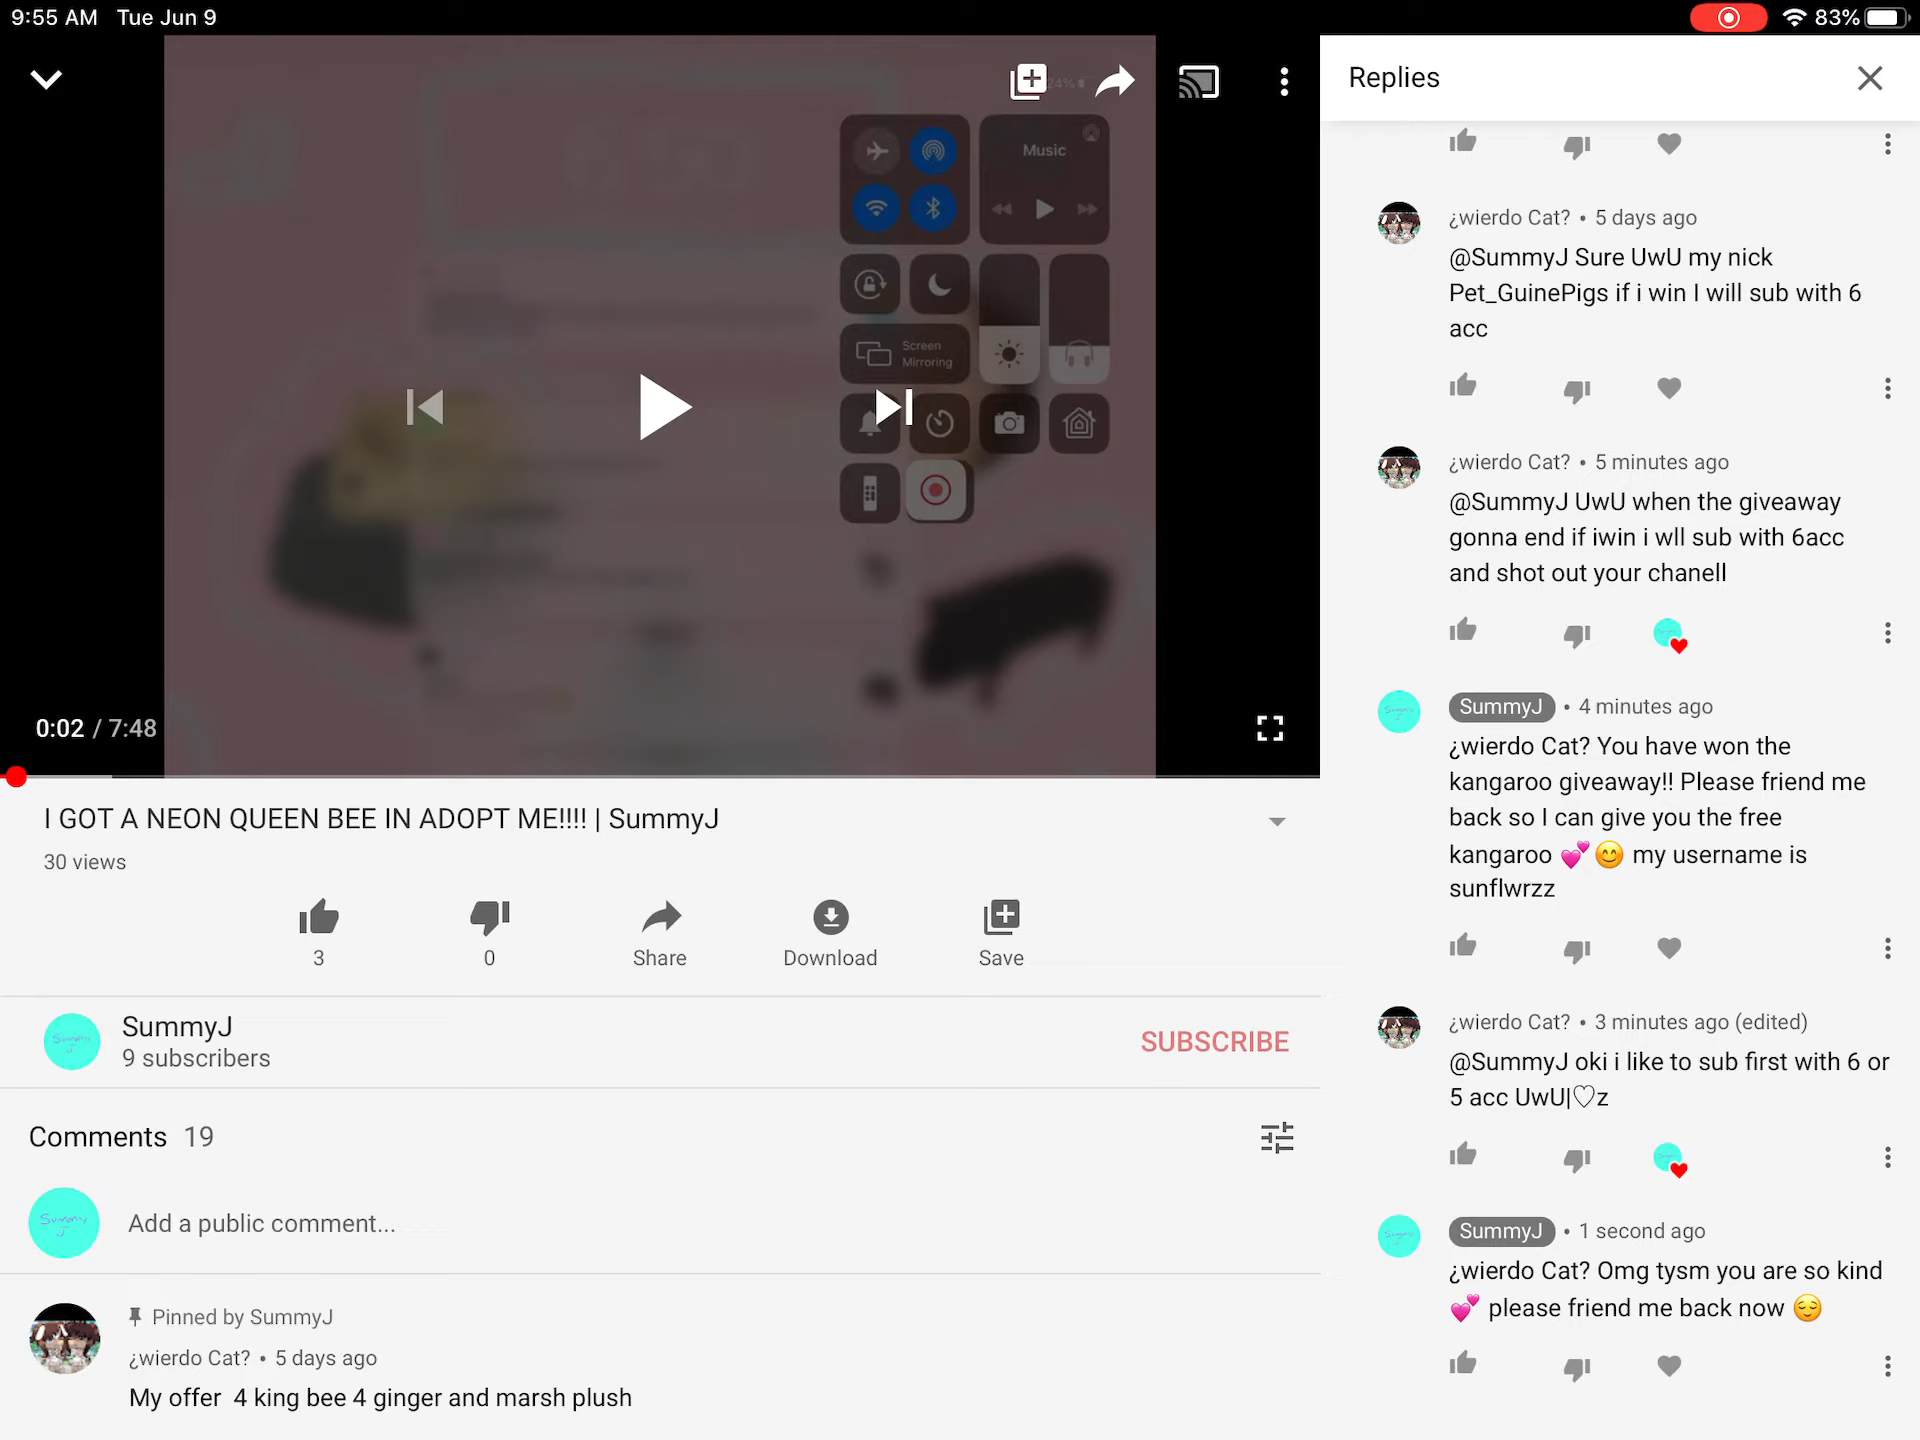 9:55 AM Tue Jun 9
83%
Music
Screen
Mirroring
0:02 / 7:48
I GOT A NEON QUEEN BEE IN ADOPT ME!!!! | SummyJ
30 views
3
0
Share
Download
Save
SummyJ
9 subscribers
SUBSCRIBE
Comments 19
Add a public comment...
Pinned by SummyJ
¿wierdo Cat? • 5 days ago
My offer 4 king bee 4 ginger and marsh plush
Replies
¿wierdo Cat? • 5 days ago
@SummyJ Sure UwU my nick
Pet_GuinePigs if i win I will sub with 6
acc
¿wierdo Cat? • 5 minutes ago
@SummyJ UwU when the giveaway
gonna end if iwin i wll sub with 6acc
and shot out your chanell
SummyJ • 4 minutes ago
¿wierdo Cat? You have won the
kangaroo giveaway!! Please friend me
back so I can give you the free
kangaroo 💕😊 my username is
sunflwrzz
¿wierdo Cat? • 3 minutes ago (edited)
@SummyJ oki i like to sub first with 6 or
5 acc UwU|♡z
SummyJ • 1 second ago
¿wierdo Cat? Omg tysm you are so kind
💕 please friend me back now 😌